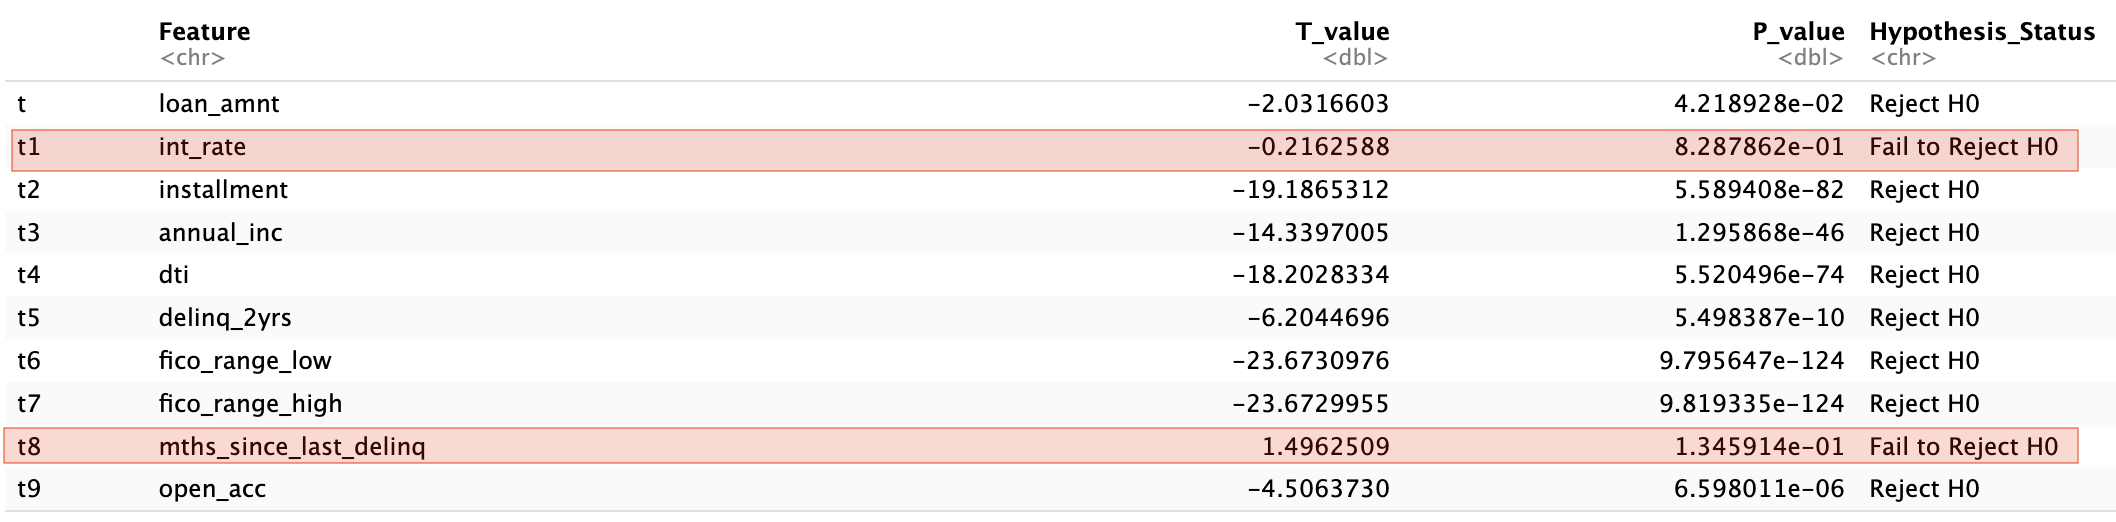 Feature T_value P_value Hypothesis_Status
<chr> <dbl> <dbl> <chr>
t loan_amnt −2.0316603 4.218928e−02 Reject H0
t1 int_rate −0.2162588 8.287862e−01 Fail to Reject H0
t2 installment −19.1865312 5.589408e−82 Reject H0
t3 annual_inc −14.3397005 1.295868e−46 Reject H0
t4 dti −18.2028334 5.520496e−74 Reject H0
t5 delinq_2yrs −6.2044696 5.498387e−10 Reject H0
t6 fico_range_low −23.6730976 9.795647e−124 Reject H0
t7 fico_range_high −23.6729955 9.819335e−124 Reject H0
t8 mths_since_last_delinq 1.4962509 1.345914e−01 Fail to Reject H0
t9 open_acc −4.5063730 6.598011e−06 Reject H0